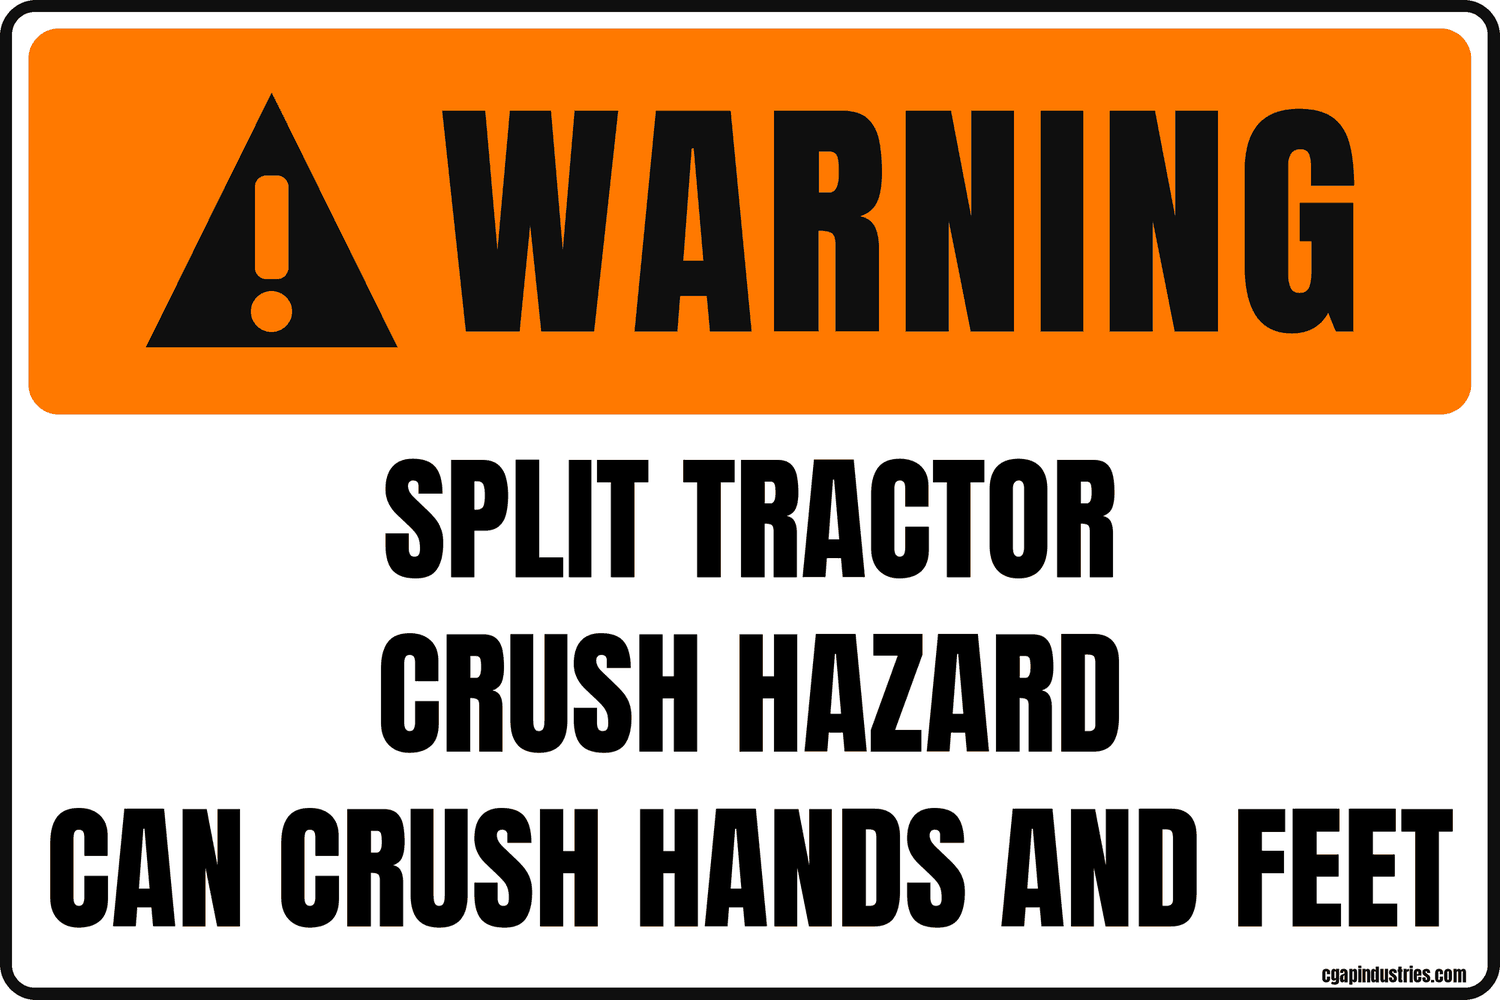 WARNING
SPLIT TRACTOR
CRUSH HAZARD
CAN CRUSH HANDS AND FEET
cgapindustries.com